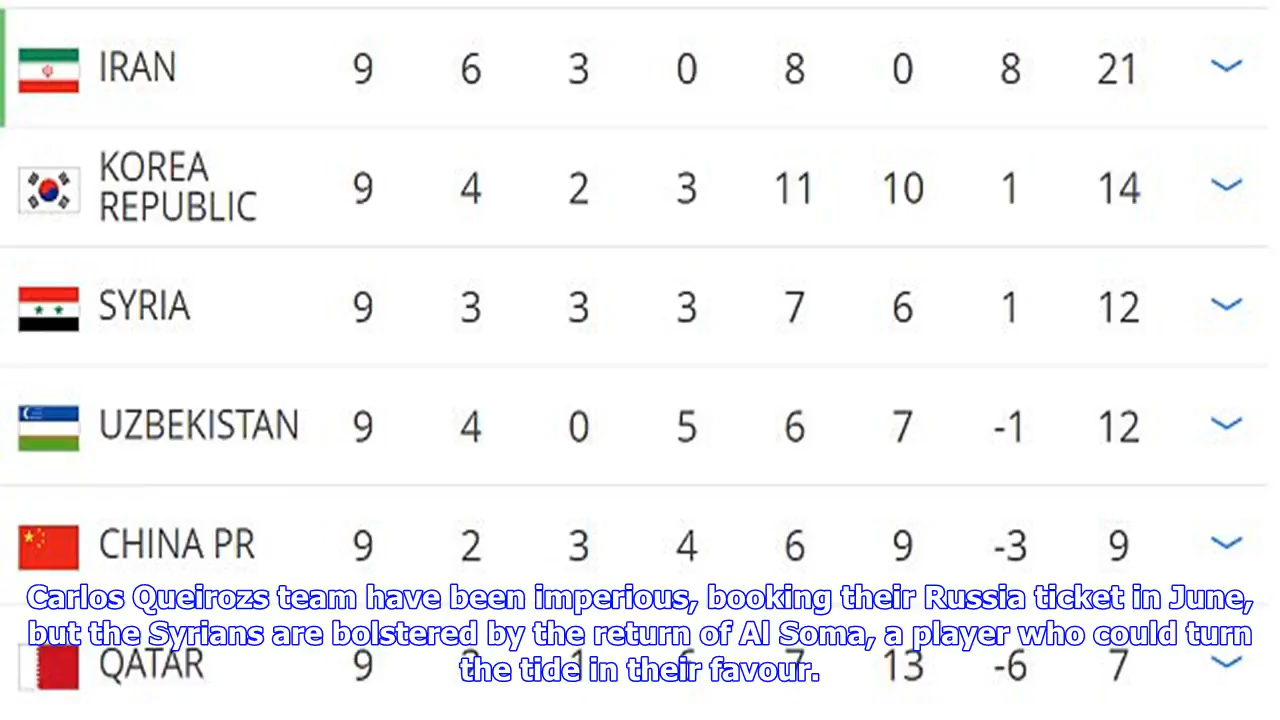 IRAN 9 6 3 0 8 0 8 21
KOREA
REPUBLIC 9 4 2 3 11 10 1 14
SYRIA 9 3 3 3 7 6 1 12
UZBEKISTAN 9 4 0 5 6 7 -1 12
CHINA PR 9 2 3 4 6 9 -3 9
Carlos Queirozs team have been imperious, booking their Russia ticket in June,
but the Syrians are bolstered by the return of Al Soma, a player who could turn
the tide in their favour.
QATAR 9 1 7 13 -6 7